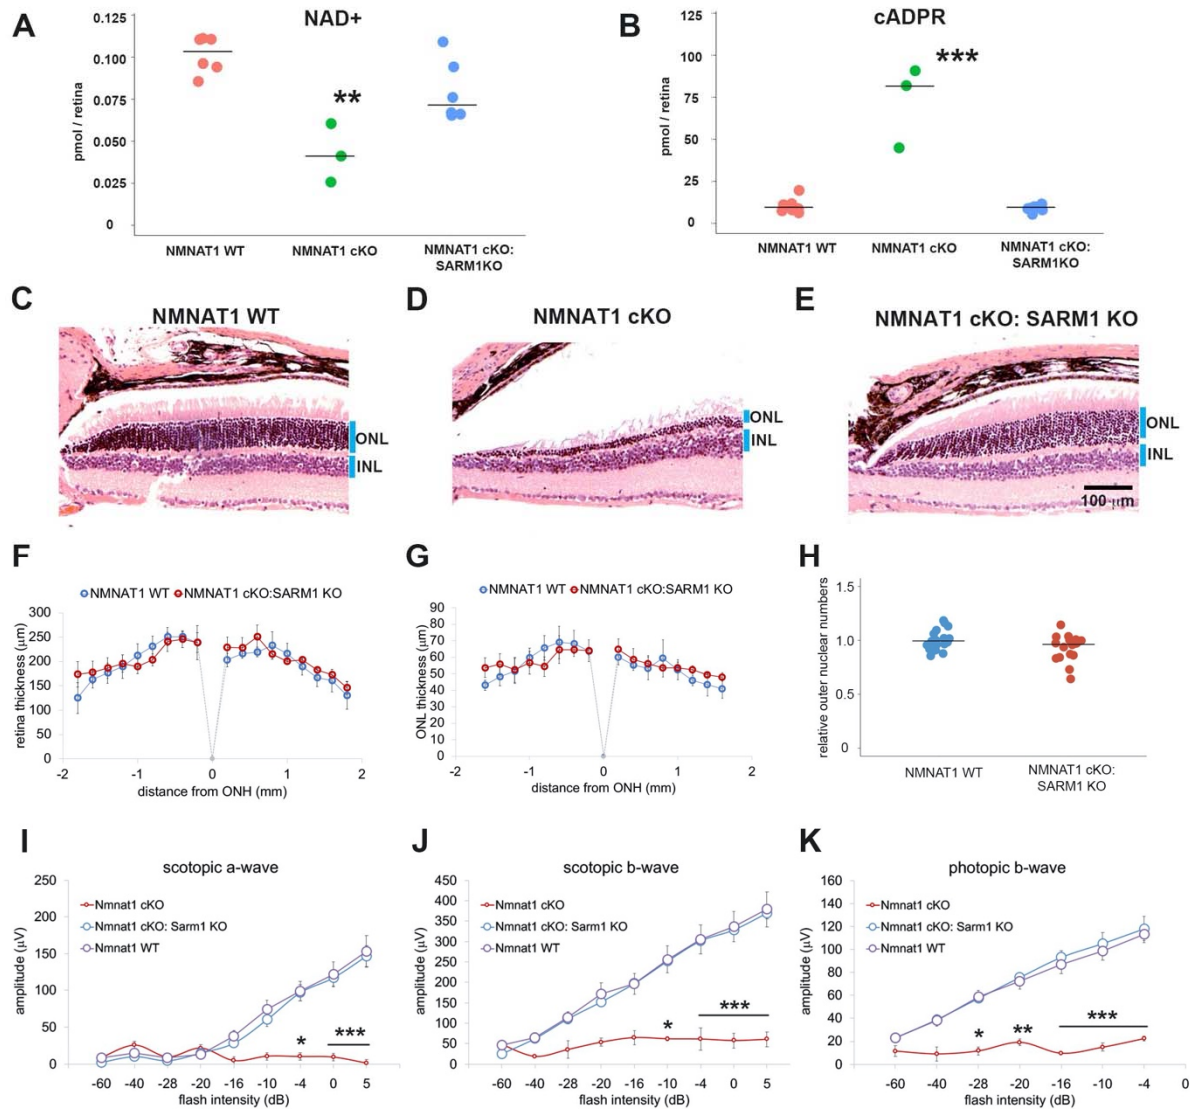 A
NAD+
pmol / retina
0.125
0.100
0.075
0.050
0.025
0
**
NMNAT1 WT
NMNAT1 cKO
NMNAT1 cKO:
SARM1KO
B
cADPR
pmol / retina
125
100
75
50
25
0
***
NMNAT1 WT
NMNAT1 cKO
NMNAT1 cKO:
SARM1KO
C
NMNAT1 WT
ONL
INL
D
NMNAT1 cKO
ONL
INL
E
NMNAT1 cKO: SARM1 KO
ONL
INL
100 μm
F
NMNAT1 WT NMNAT1 cKO:SARM1 KO
retina thickness (μm)
300
250
200
150
100
50
0
-2 -1 0 1 2
distance from ONH (mm)
G
NMNAT1 WT NMNAT1 cKO:SARM1 KO
ONL thickness (μm)
90
80
70
60
50
40
30
20
10
0
-2 -1 0 1 2
distance from ONH (mm)
H
relative outer nuclear numbers
1.5
1.0
0.5
0
NMNAT1 WT
NMNAT1 cKO:
SARM1 KO
I
scotopic a-wave
amplitude (μV)
250
200
150
100
50
0
Nmnat1 cKO
Nmnat1 cKO: Sarm1 KO
Nmnat1 WT
* ***
-60 -40 -28 -20 -16 -10 -4 0 5
flash intensity (dB)
J
scotopic b-wave
amplitude (μV)
450
400
350
300
250
200
150
100
50
0
Nmnat1 cKO
Nmnat1 cKO: Sarm1 KO
Nmnat1 WT
* ***
-60 -40 -28 -20 -16 -10 -4 0 5
flash intensity (dB)
K
photopic b-wave
amplitude (μV)
160
140
120
100
80
60
40
20
0
Nmnat1 cKO
Nmnat1 cKO: Sarm1 KO
Nmnat1 WT
* ** ***
-60 -40 -28 -20 -16 -10 -4 0
flash intensity (dB)